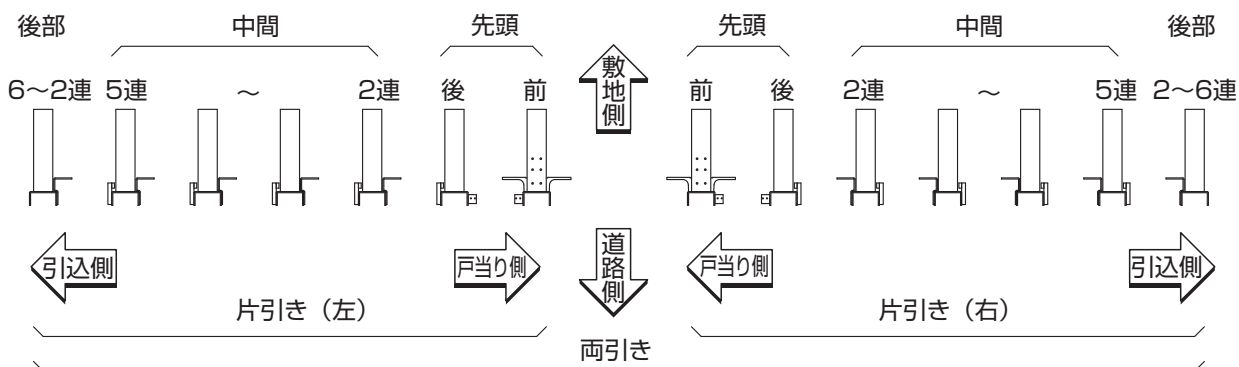 後部 中間 先頭 先頭 中間 後部
6〜2連 5連 〜 2連 後 前 敷地側 前 後 2連 〜 5連 2〜6連
引込側 戸当り側 道路側 戸当り側 引込側
片引き（左） 片引き（右）
両引き